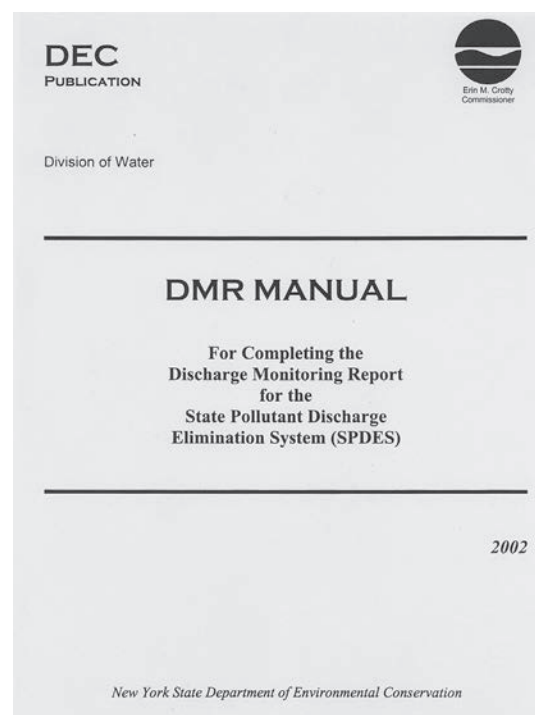 DEC
PUBLICATION
Erin M. Crotty
Commissioner
Division of Water
DMR MANUAL
For Completing the
Discharge Monitoring Report
for the
State Pollutant Discharge
Elimination System (SPDES)
2002
New York State Department of Environmental Conservation